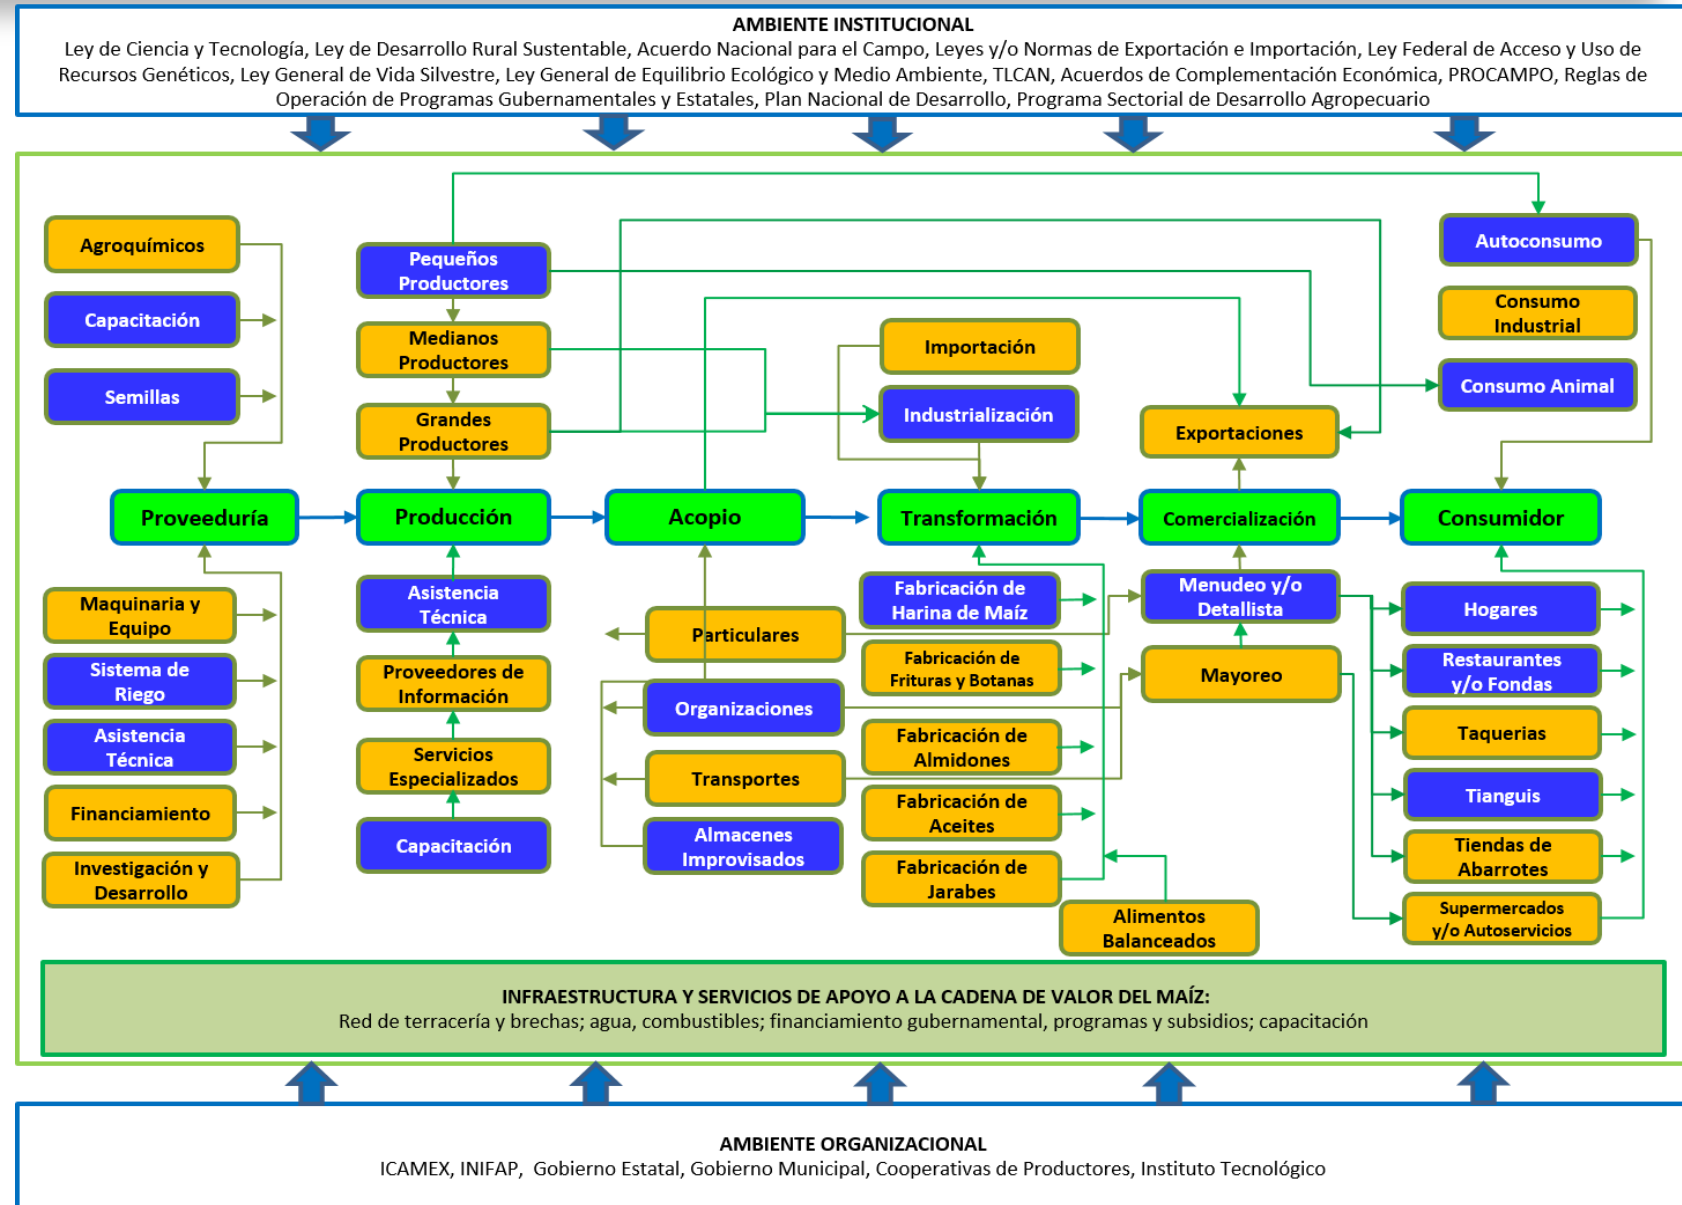 AMBIENTE INSTITUCIONAL
Ley de Ciencia y Tecnología, Ley de Desarrollo Rural Sustentable, Acuerdo Nacional para el Campo, Leyes y/o Normas de Exportación e Importación, Ley Federal de Acceso y Uso de
Recursos Genéticos, Ley General de Vida Silvestre, Ley General de Equilibrio Ecológico y Medio Ambiente, TLCAN, Acuerdos de Complementación Económica, PROCAMPO, Reglas de
Operación de Programas Gubernamentales y Estatales, Plan Nacional de Desarrollo, Programa Sectorial de Desarrollo Agropecuario
Agroquímicos
Capacitación
Semillas
Pequeños
Productores
Medianos
Productores
Grandes
Productores
Importación
Industrialización
Exportaciones
Autoconsumo
Consumo
Industrial
Consumo Animal
Proveeduría
Producción
Acopio
Transformación
Comercialización
Consumidor
Maquinaria y
Equipo
Sistema de
Riego
Asistencia
Técnica
Financiamiento
Investigación y
Desarrollo
Asistencia
Técnica
Proveedores de
Información
Servicios
Especializados
Capacitación
Particulares
Organizaciones
Transportes
Almacenes
Improvisados
Fabricación de
Harina de Maíz
Fabricación de
Frituras y Botanas
Fabricación de
Almidones
Fabricación de
Aceites
Fabricación de
Jarabes
Alimentos
Balanceados
Menudeo y/o
Detallista
Mayoreo
Hogares
Restaurantes
y/o Fondas
Taquerias
Tianguis
Tiendas de
Abarrotes
Supermercados
y/o Autoservicios
INFRAESTRUCTURA Y SERVICIOS DE APOYO A LA CADENA DE VALOR DEL MAÍZ:
Red de terracería y brechas; agua, combustibles; financiamiento gubernamental, programas y subsidios; capacitación
AMBIENTE ORGANIZACIONAL
ICAMEX, INIFAP, Gobierno Estatal, Gobierno Municipal, Cooperativas de Productores, Instituto Tecnológico